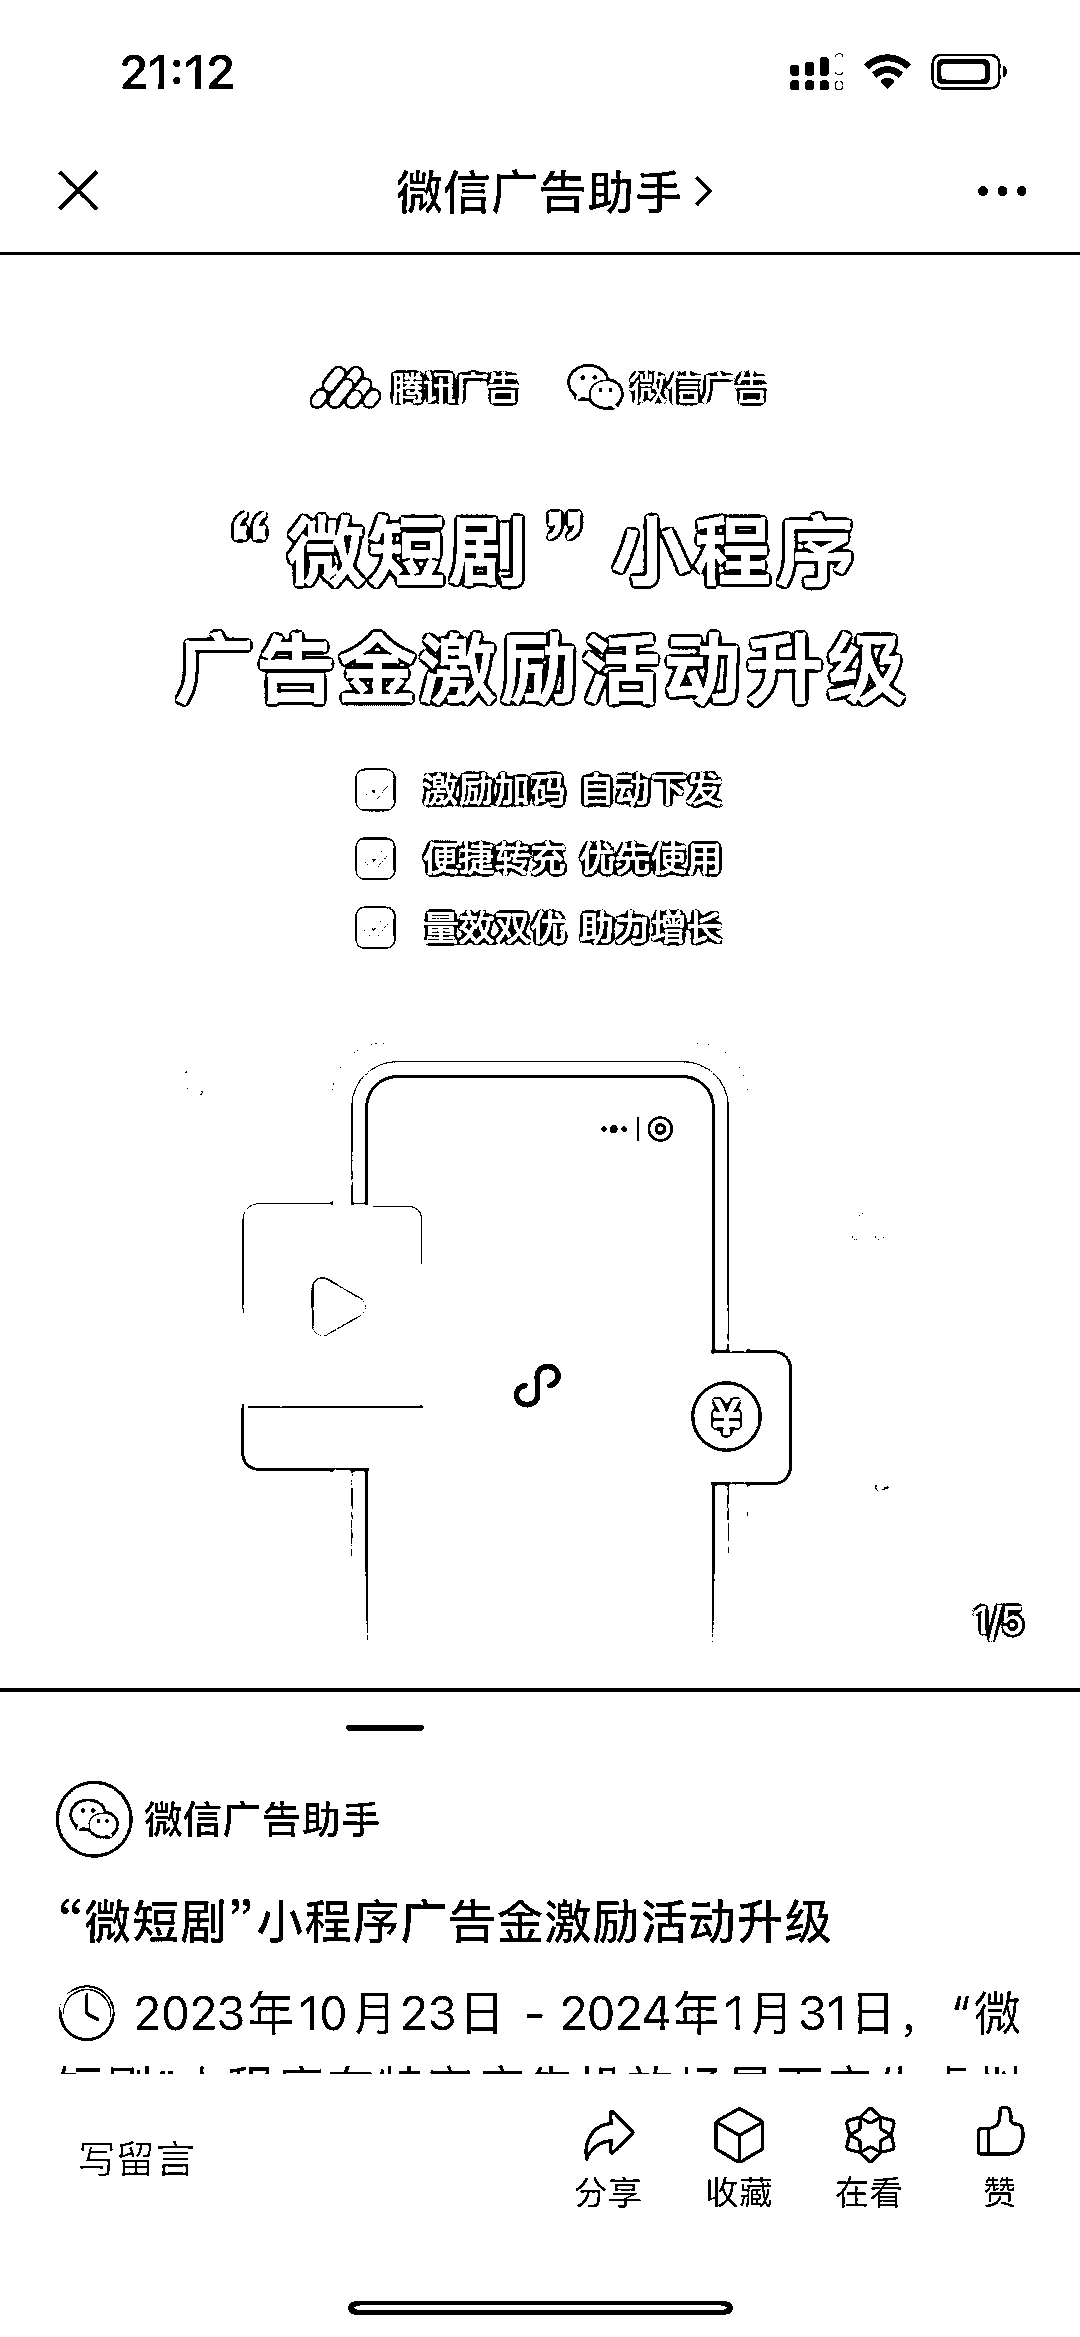 21:12
微信广告助手
腾讯广告 微信广告
“微短剧”小程序
广告金激励活动升级
激励加码 自动下发
便捷转充 优先使用
量效双优 助力增长
¥
1/5
微信广告助手
“微短剧”小程序广告金激励活动升级
2023年10月23日 - 2024年1月31日，“微
写留言
分享 收藏 在看 赞